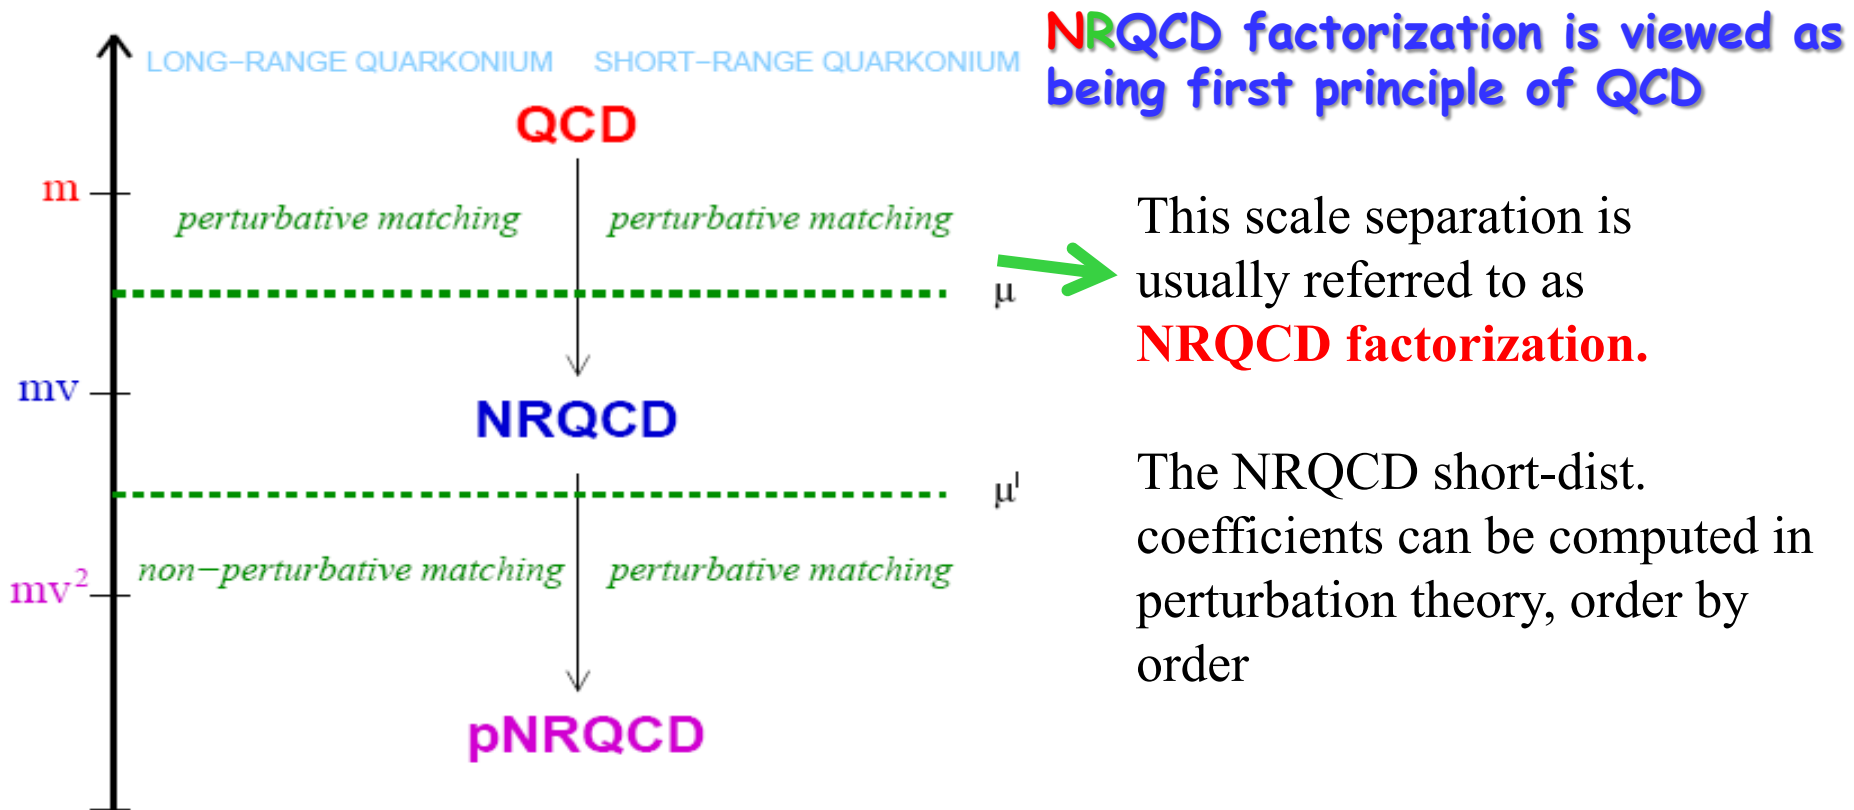 LONG−RANGE QUARKONIUM SHORT−RANGE QUARKONIUM
QCD
m
perturbative matching perturbative matching
μ
mv
NRQCD
μ'
non−perturbative matching perturbative matching
mv²
pNRQCD
NRQCD factorization is viewed as
being first principle of QCD
This scale separation is
usually referred to as
NRQCD factorization.
The NRQCD short-dist.
coefficients can be computed in
perturbation theory, order by
order